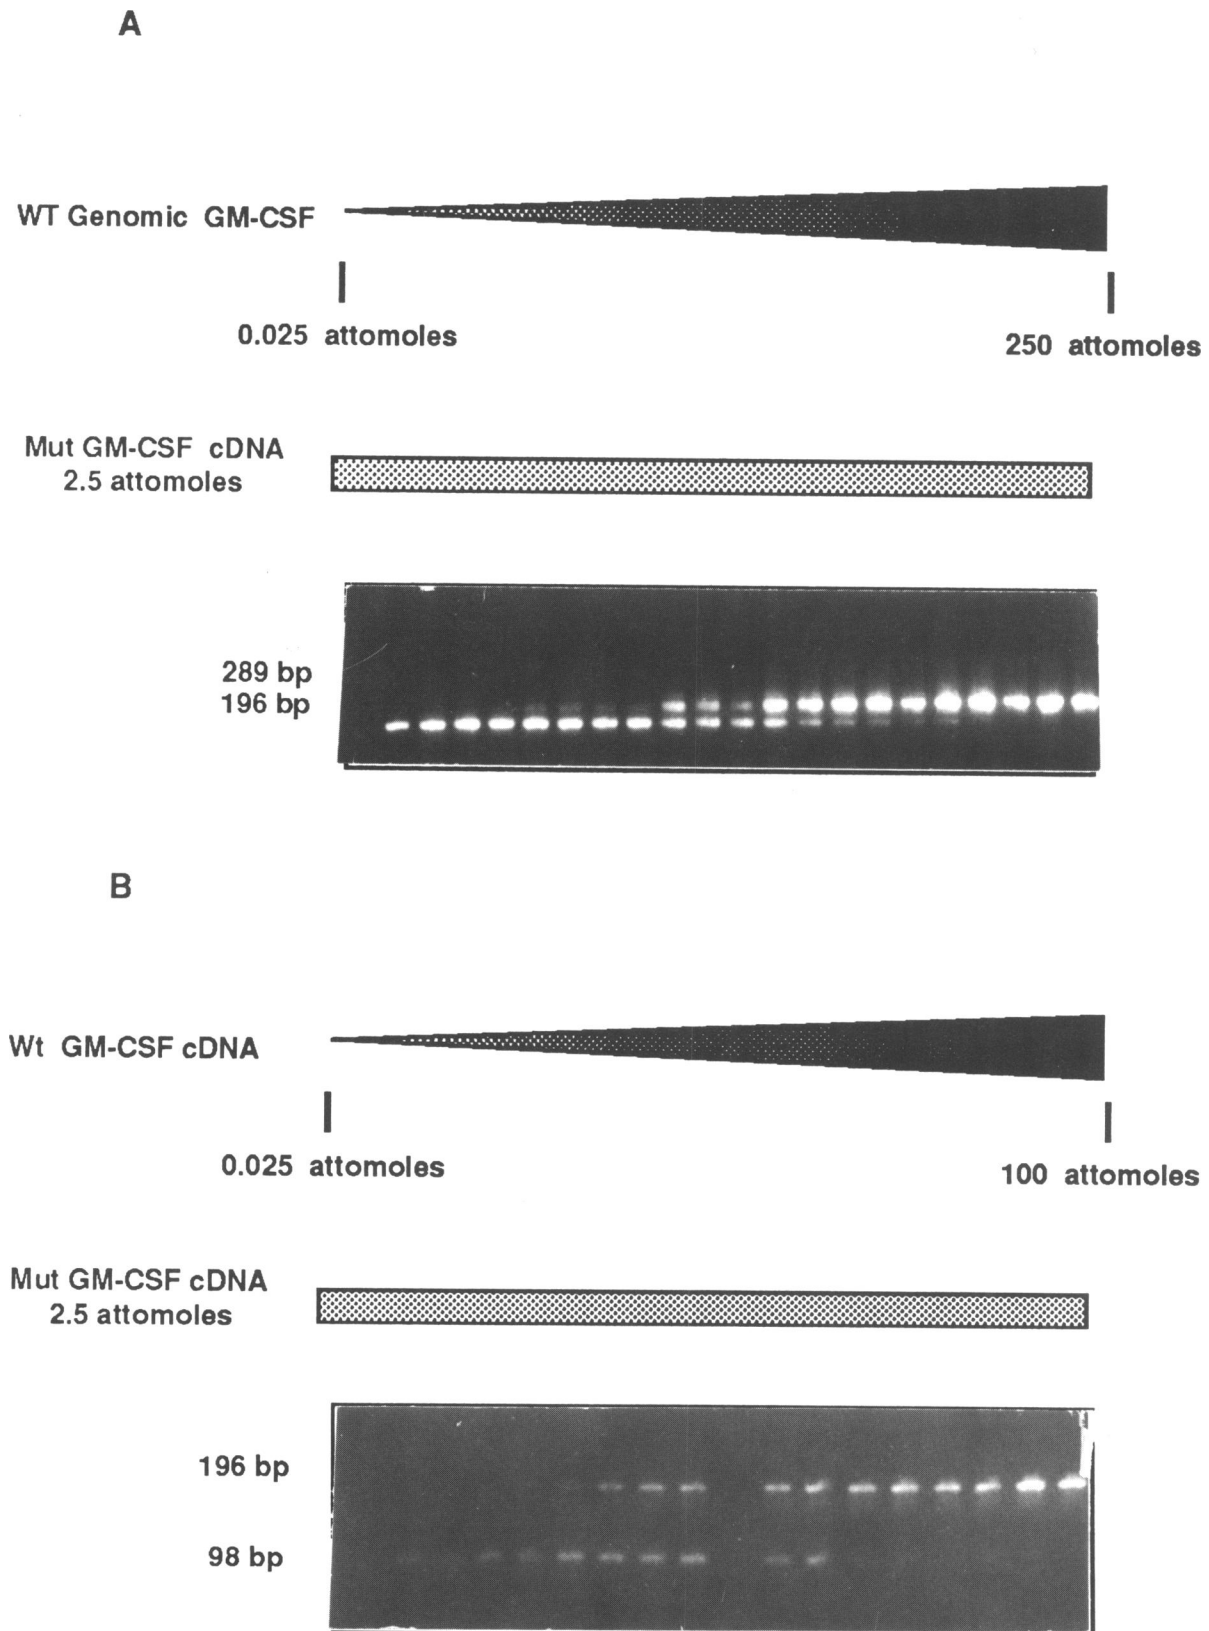 A
WT Genomic GM-CSF
0.025 attomoles
250 attomoles
Mut GM-CSF cDNA
2.5 attomoles
289 bp
196 bp
B
Wt GM-CSF cDNA
0.025 attomoles
100 attomoles
Mut GM-CSF cDNA
2.5 attomoles
196 bp
98 bp